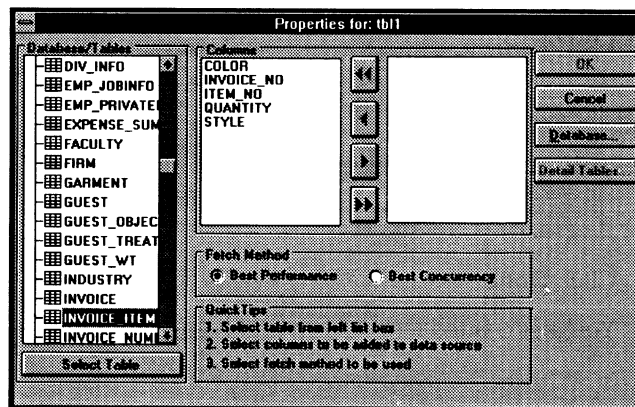 Properties for: tbl1
Database/Tables
DIV_INFO
EMP_JOBINFO
EMP_PRIVATEI
EXPENSE_SUM
FACULTY
FIRM
GARMENT
GUEST
GUEST_OBJEC
GUEST_TREAT
GUEST_WT
INDUSTRY
INVOICE
INVOICE_ITEM
INVOICE_NUMI
Select Table
Columns
COLOR
INVOICE_NO
ITEM_NO
QUANTITY
STYLE
OK
Cancel
Database...
Detail Tables...
Fetch Method
Best Performance
Best Concurrency
QuickTips
1. Select table from left list box
2. Select columns to be added to data source
3. Select fetch method to be used